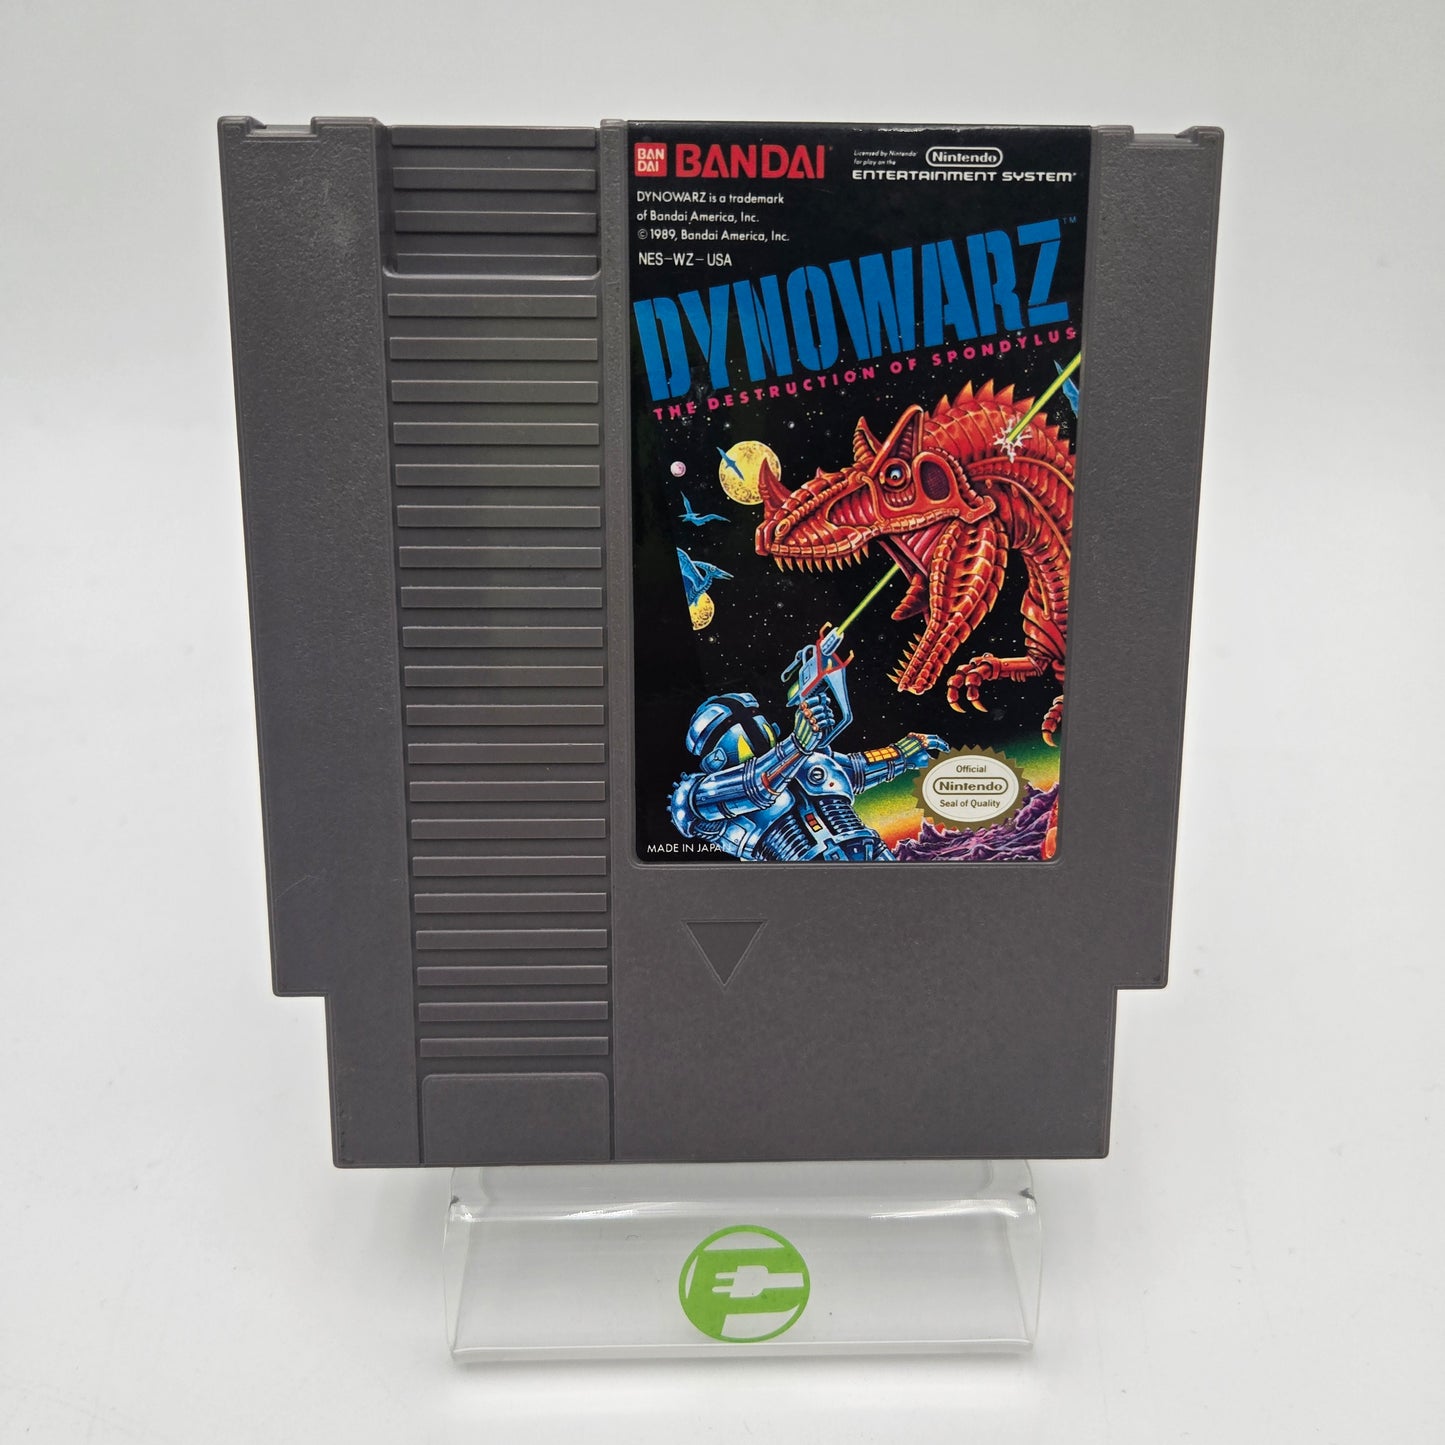 BAN
DAI
BANDAI
Licensed by Nintendo
for play on the
Nintendo
ENTERTAINMENT SYSTEM
DYNOWARZ is a trademark
of Bandai America, Inc.
© 1989, Bandai America, Inc.
NES-WZ-USA
DYNOWARZ™
THE DESTRUCTION OF SPONDYLUS
Official
Nintendo
Seal of Quality
MADE IN JAPAN